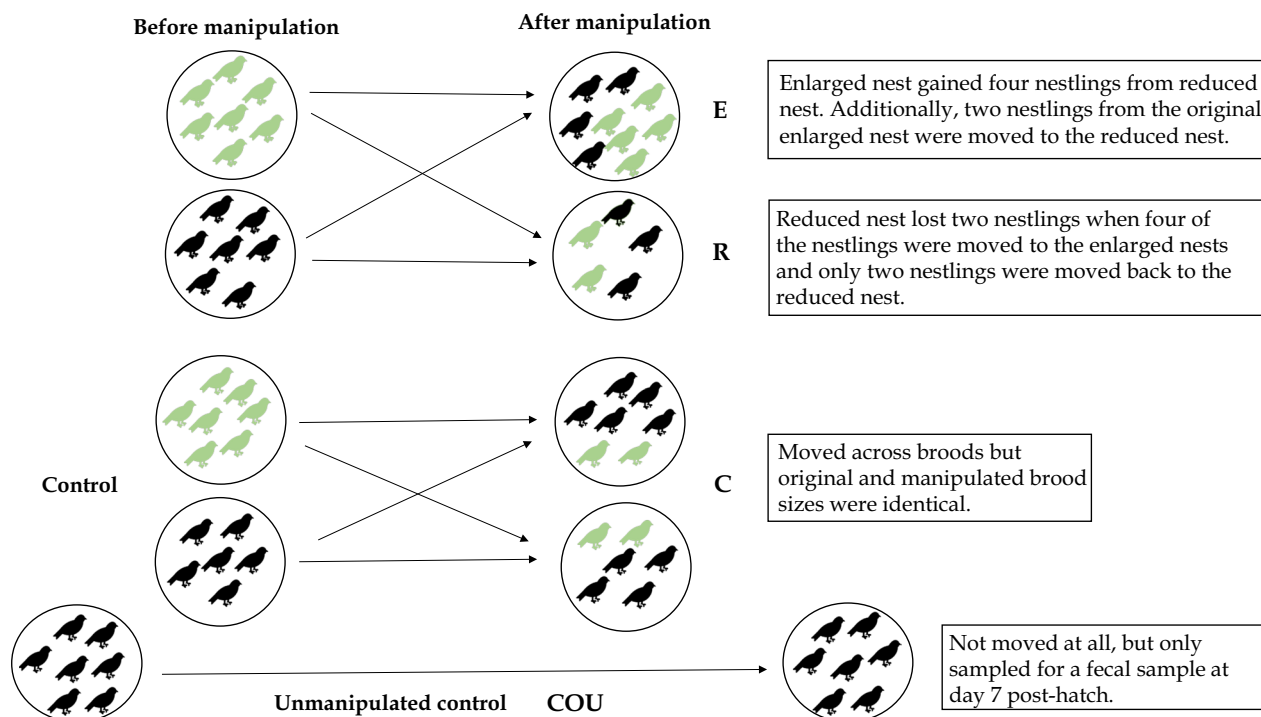 Before manipulation
After manipulation
E
Enlarged nest gained four nestlings from reduced
nest. Additionally, two nestlings from the original
enlarged nest were moved to the reduced nest.
R
Reduced nest lost two nestlings when four of
the nestlings were moved to the enlarged nests
and only two nestlings were moved back to the
reduced nest.
Control
C
Moved across broods but
original and manipulated brood
sizes were identical.
Unmanipulated control COU
Not moved at all, but only
sampled for a fecal sample at
day 7 post-hatch.